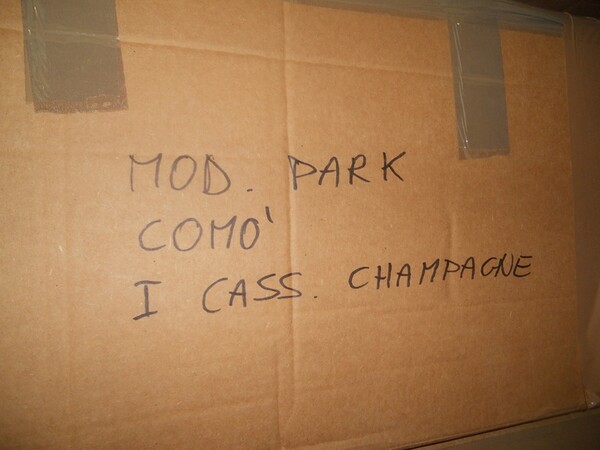 MOD. PARK
COMO'
I CASS. CHAMPAGNE